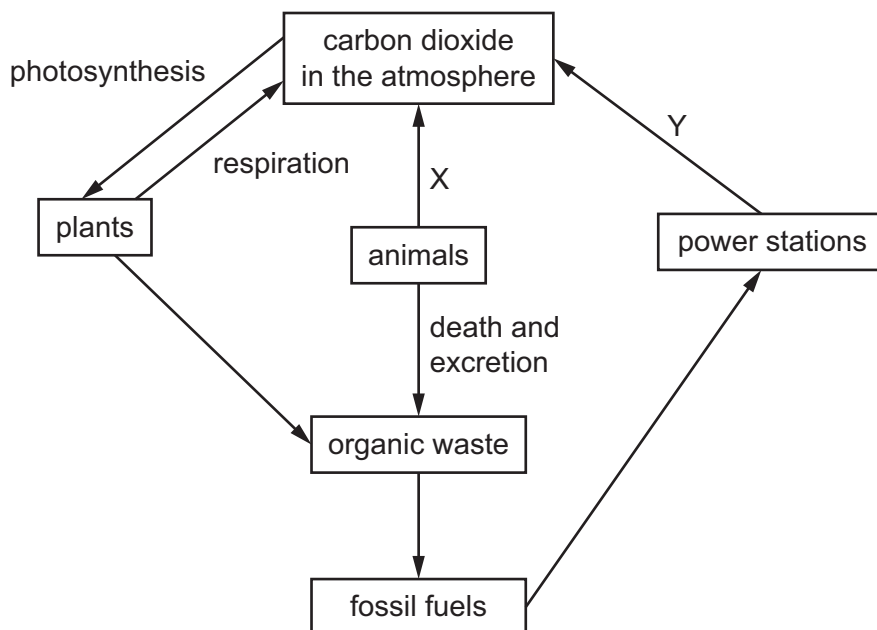 carbon dioxide
in the atmosphere
photosynthesis
respiration
X
Y
plants
animals
power stations
death and
excretion
organic waste
fossil fuels